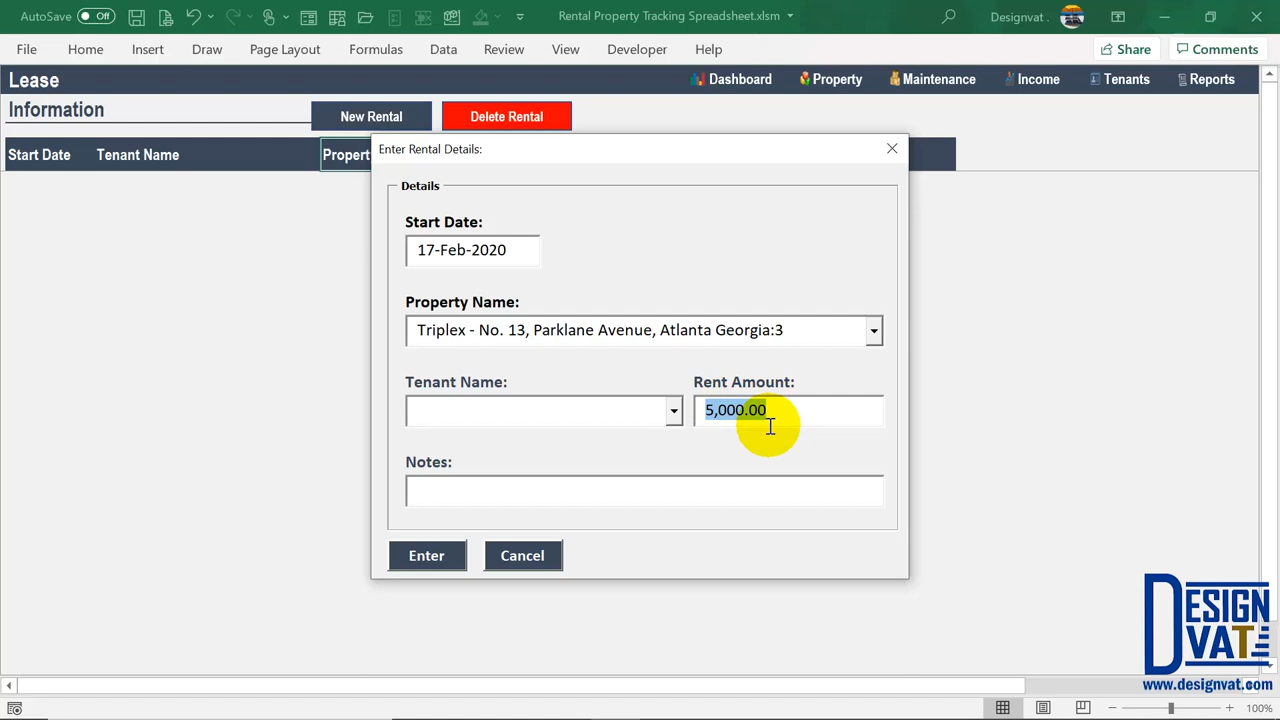 AutoSave Off Rental Property Tracking Spreadsheet.xlsm Designvat .
File Home Insert Draw Page Layout Formulas Data Review View Developer Help Share Comments
Lease Dashboard Property Maintenance Income Tenants Reports
Information New Rental Delete Rental
Start Date Tenant Name Propert
Enter Rental Details:
Details
Start Date:
17-Feb-2020
Property Name:
Triplex - No. 13, Parklane Avenue, Atlanta Georgia:3
Tenant Name: Rent Amount:
5,000.00
Notes:
Enter Cancel
DESIGN
VAT
www.designvat.com
100%